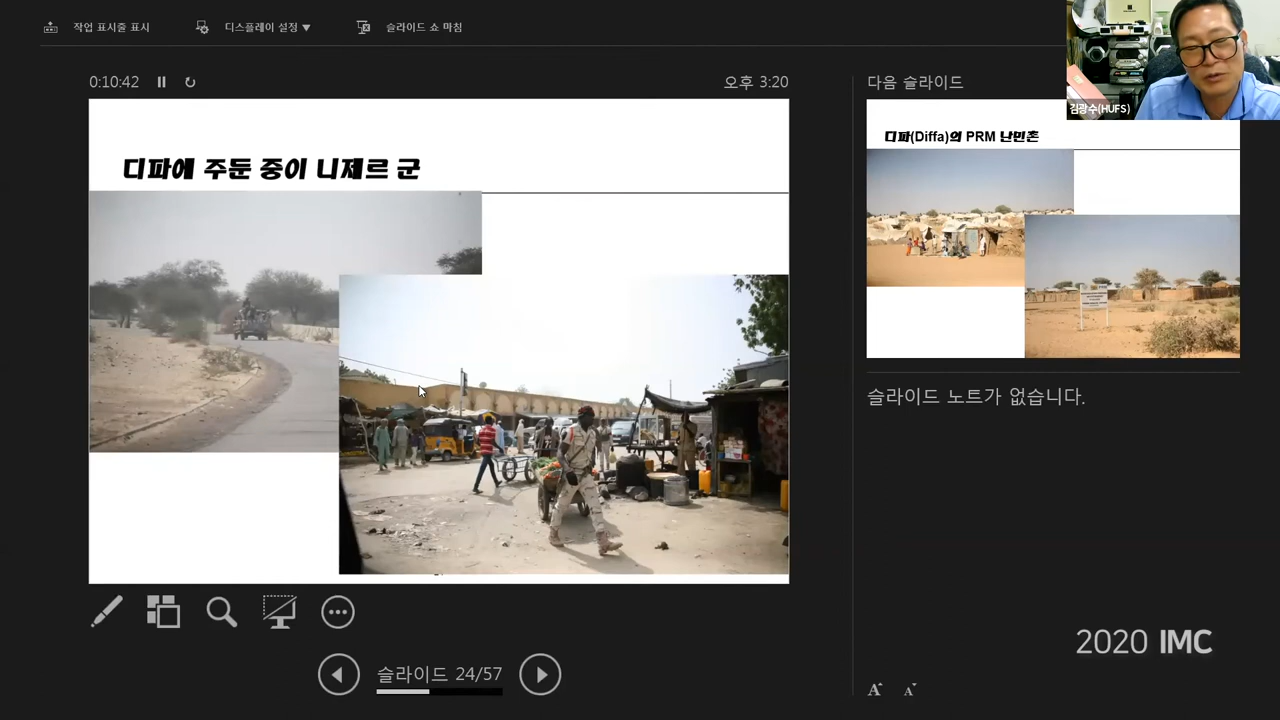 작업 표시줄 표시
디스플레이 설정 ▼
슬라이드 쇼 마침
김광수(HUFS)
0:10:42
오후 3:20
다음 슬라이드
디파에 주둔 중이 니제르 군
디파(Diffa)의 PRM 난민촌
슬라이드 노트가 없습니다.
슬라이드 24/57
2020 IMC
A A